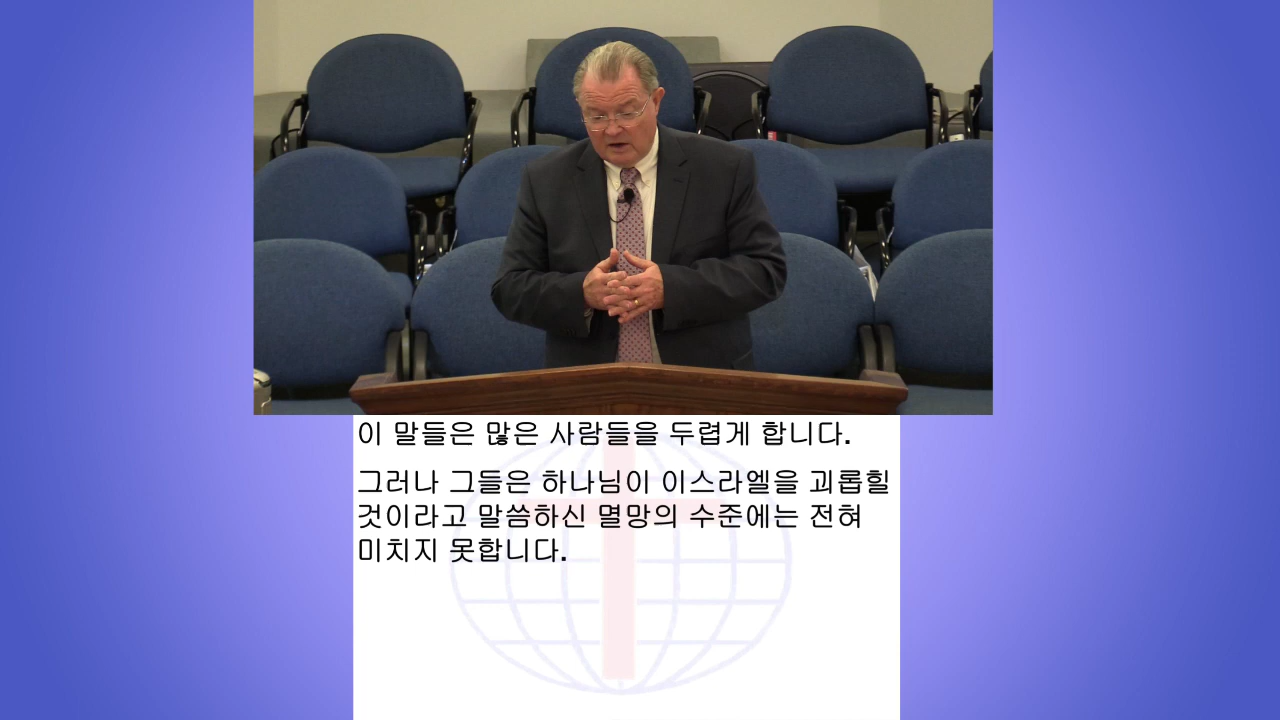 이 말들은 많은 사람들을 두렵게 합니다.
그러나 그들은 하나님이 이스라엘을 괴롭힐
것이라고 말씀하신 멸망의 수준에는 전혀
미치지 못합니다.